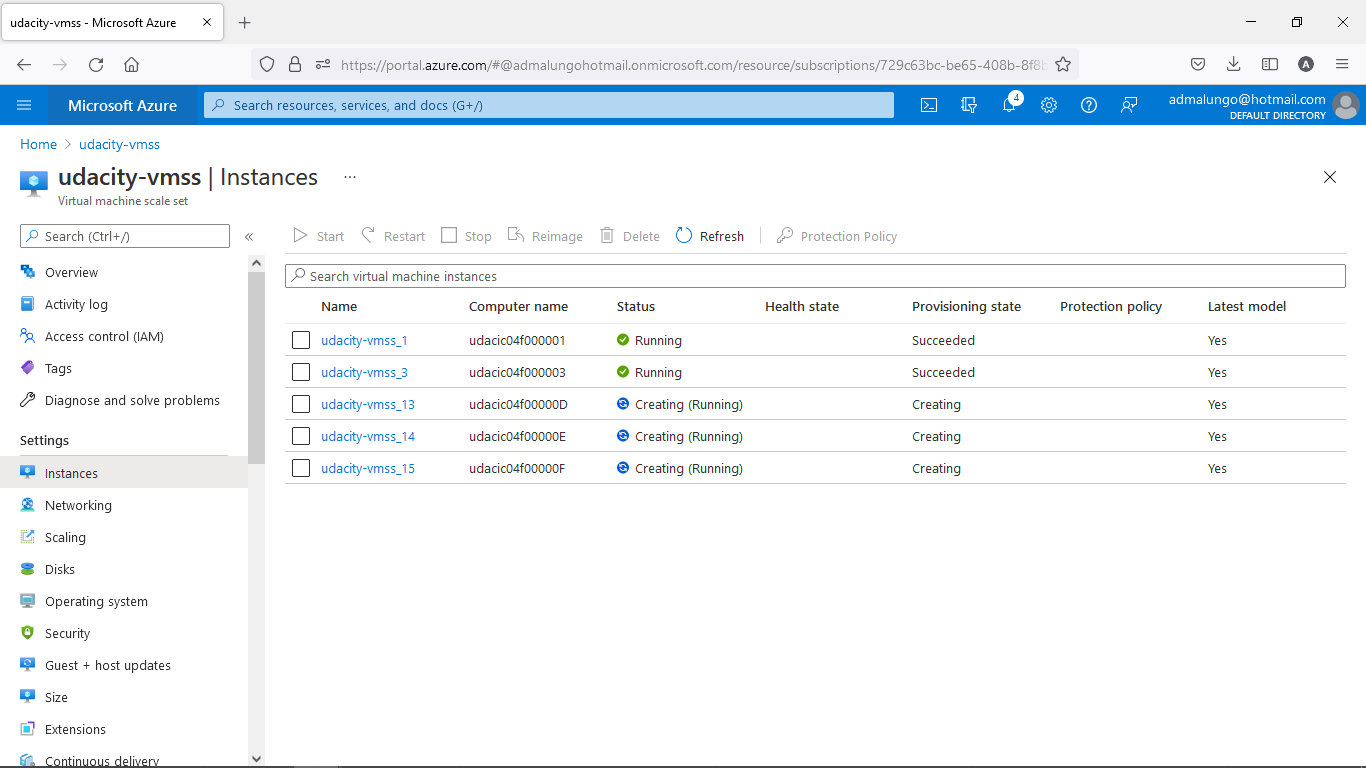 udacity-vmss - Microsoft Azure
https://portal.azure.com/#@admalungohotmail.onmicrosoft.com/resource/subscriptions/729c63bc-be65-408b-8f8b
A
Microsoft Azure
Search resources, services, and docs (G+/)
4
admalungo@hotmail.com
DEFAULT DIRECTORY
Home > udacity-vmss
udacity-vmss | Instances ...
Virtual machine scale set
Search (Ctrl+/) «
Start Restart Stop Reimage Delete Refresh | Protection Policy
Search virtual machine instances
Overview
Activity log
Access control (IAM)
Tags
Diagnose and solve problems
Settings
Instances
Networking
Scaling
Disks
Operating system
Security
Guest + host updates
Size
Extensions
Continuous delivery
Name Computer name Status Health state Provisioning state Protection policy Latest model
udacity-vmss_1 udacic04f000001 Running Succeeded Yes
udacity-vmss_3 udacic04f000003 Running Succeeded Yes
udacity-vmss_13 udacic04f00000D Creating (Running) Creating Yes
udacity-vmss_14 udacic04f00000E Creating (Running) Creating Yes
udacity-vmss_15 udacic04f00000F Creating (Running) Creating Yes